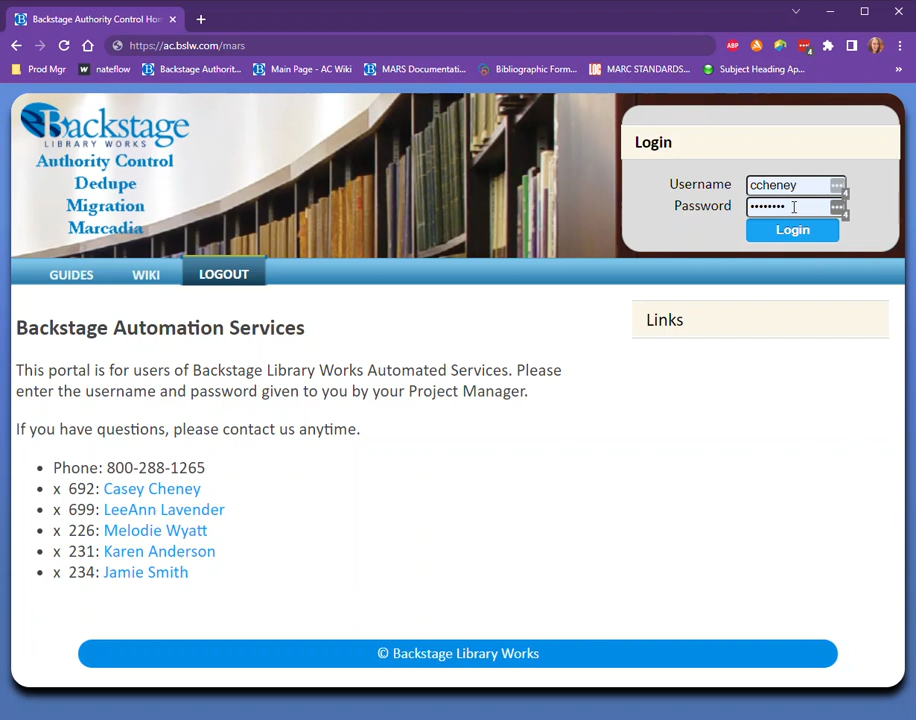 Backstage Authority Control Hom
https://ac.bslw.com/mars
ABP
4
Prod Mgr
nateflow
Backstage Authorit...
Main Page - AC Wiki
MARS Documentati...
Bibliographic Form...
MARC STANDARDS...
Subject Heading Ap...
»
Backstage
LIBRARY WORKS
Authority Control
Dedupe
Migration
Marcadia
Login
Username
ccheney
4
Password
••••••••
4
Login
GUIDES
WIKI
LOGOUT
Backstage Automation Services
This portal is for users of Backstage Library Works Automated Services. Please
enter the username and password given to you by your Project Manager.
If you have questions, please contact us anytime.
• Phone: 800-288-1265
• x 692: Casey Cheney
• x 699: LeeAnn Lavender
• x 226: Melodie Wyatt
• x 231: Karen Anderson
• x 234: Jamie Smith
Links
© Backstage Library Works